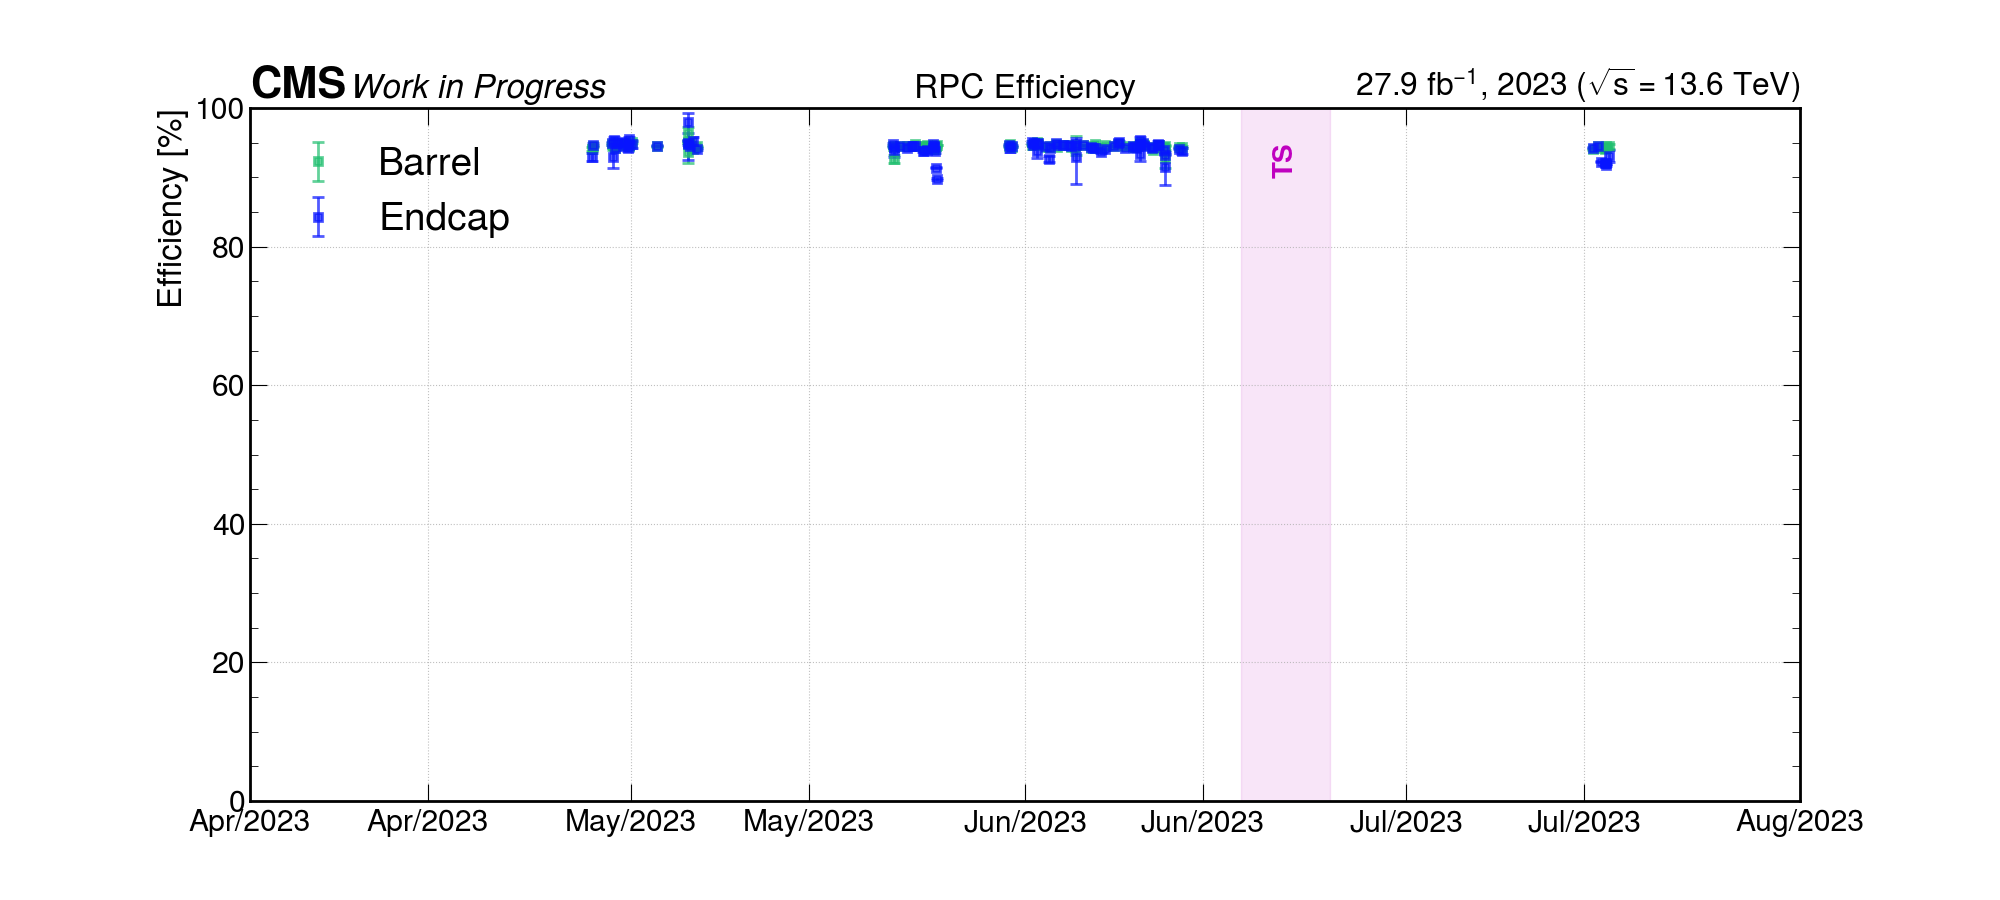 CMS Work in Progress RPC Efficiency 27.9 fb⁻¹, 2023 (√s = 13.6 TeV)
Efficiency [%]
100
80
60
40
20
0
Barrel
Endcap
TS
Apr/2023 Apr/2023 May/2023 May/2023 Jun/2023 Jun/2023 Jul/2023 Jul/2023 Aug/2023